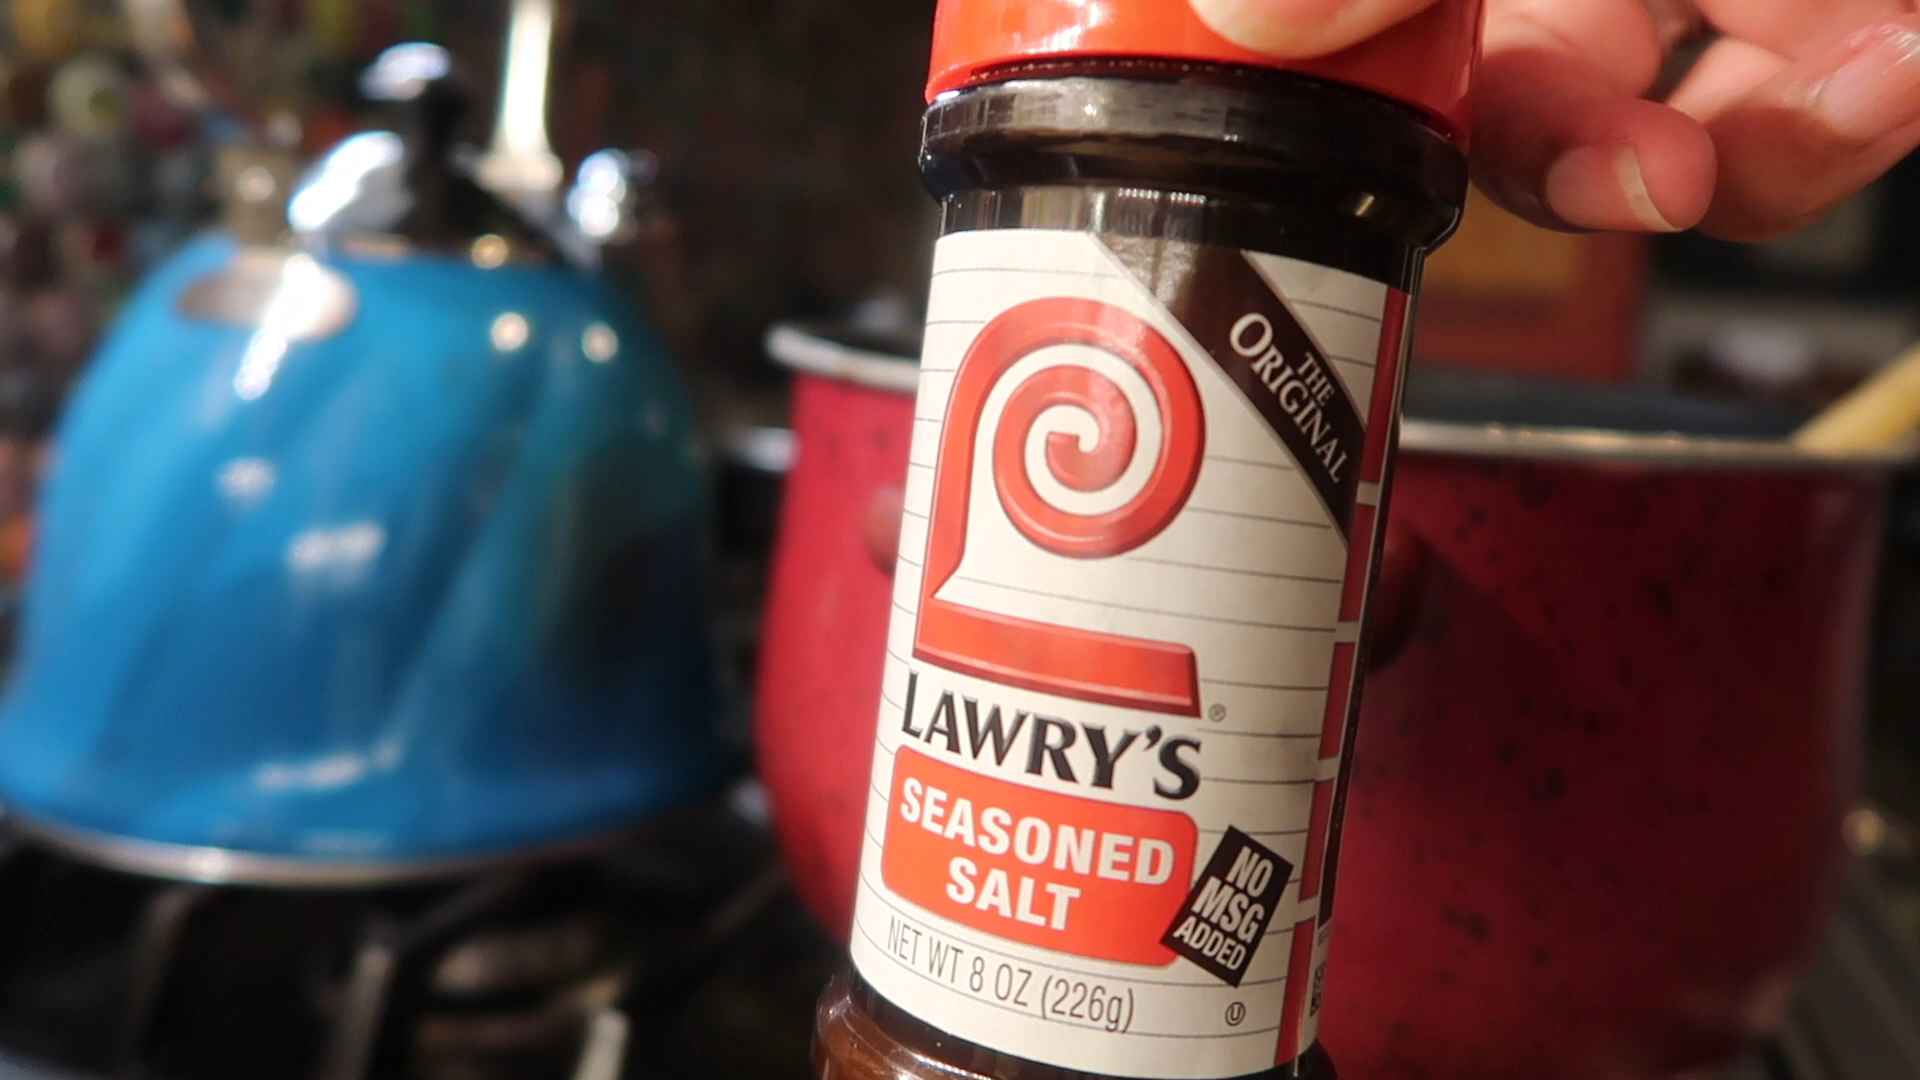 THE
ORIGINAL
LAWRY'S®
SEASONED
SALT
NO
MSG
ADDED
NET WT 8 OZ (226g)
U